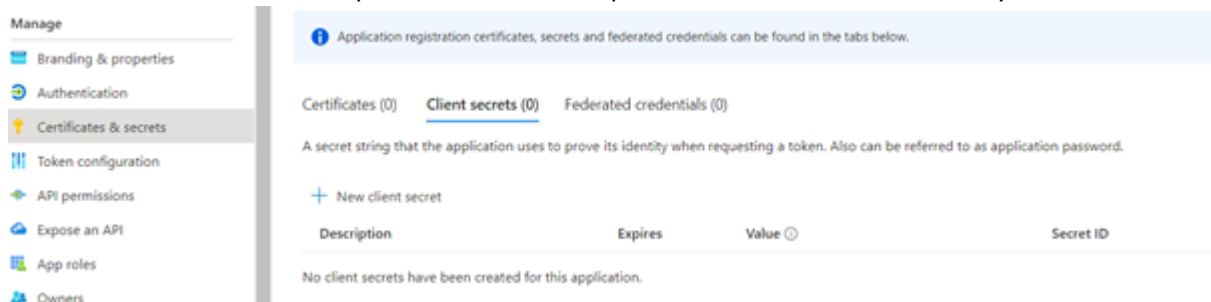 Manage
Branding & properties
Authentication
Certificates & secrets
Token configuration
API permissions
Expose an API
App roles
Owners
Application registration certificates, secrets and federated credentials can be found in the tabs below.
Certificates (0) Client secrets (0) Federated credentials (0)
A secret string that the application uses to prove its identity when requesting a token. Also can be referred to as application password.
New client secret
Description Expires Value Secret ID
No client secrets have been created for this application.